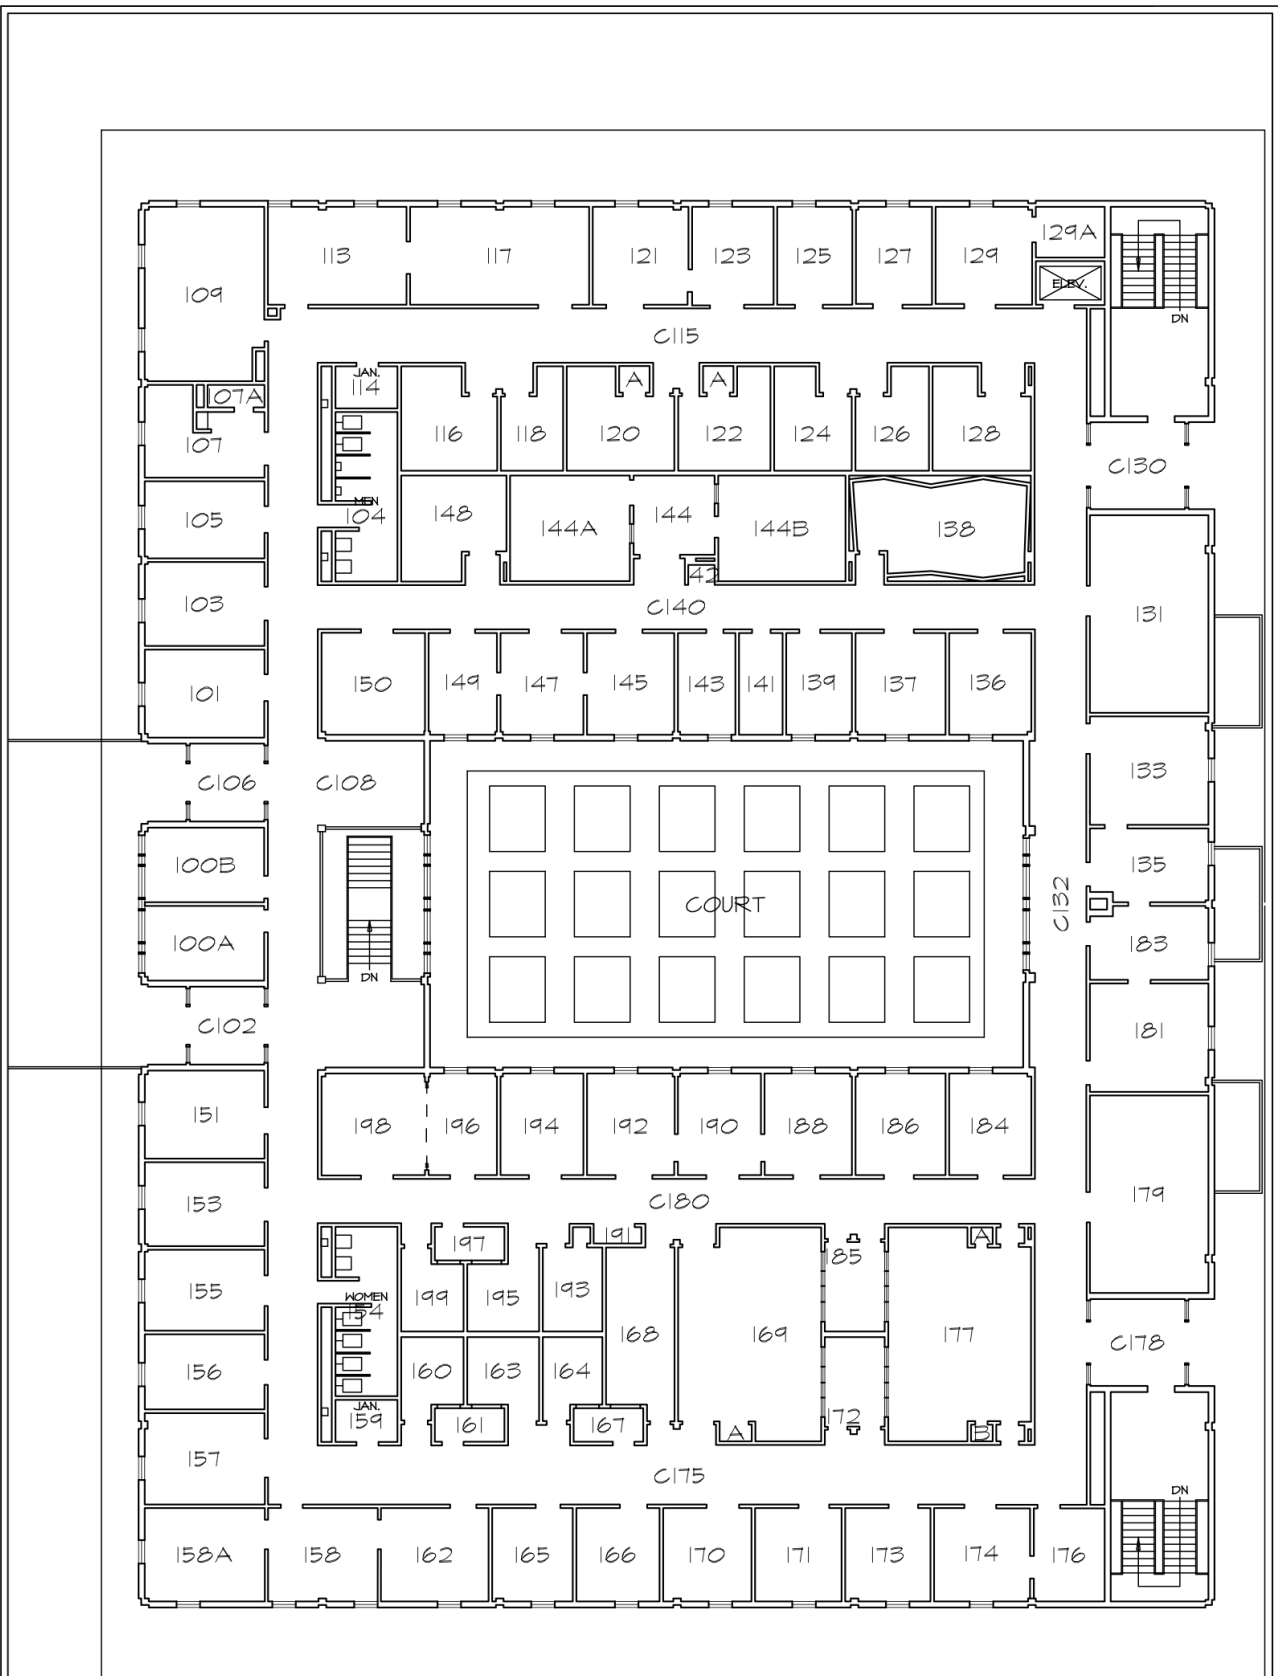 113 117 121 123 125 127 129 129A
109 ELEV.
DN
C115
JAN.
114 A A
107A
107 116 118 120 122 124 126 128
C130
MEN
104 105 148 144A 144 144B 138
42
103 C140 131
101 150 149 147 145 143 141 139 137 136
C106 C108 133
100B 135
COURT C132
100A 183
DN
C102 181
151 198 196 194 192 190 188 186 184
153 C180 179
197 191 A
185
155 WOMEN
154 199 195 193 168 169 177
C178
156 160 163 164
JAN.
159 161 167 A 172 B
157 C175
DN
158A 158 162 165 166 170 171 173 174 176